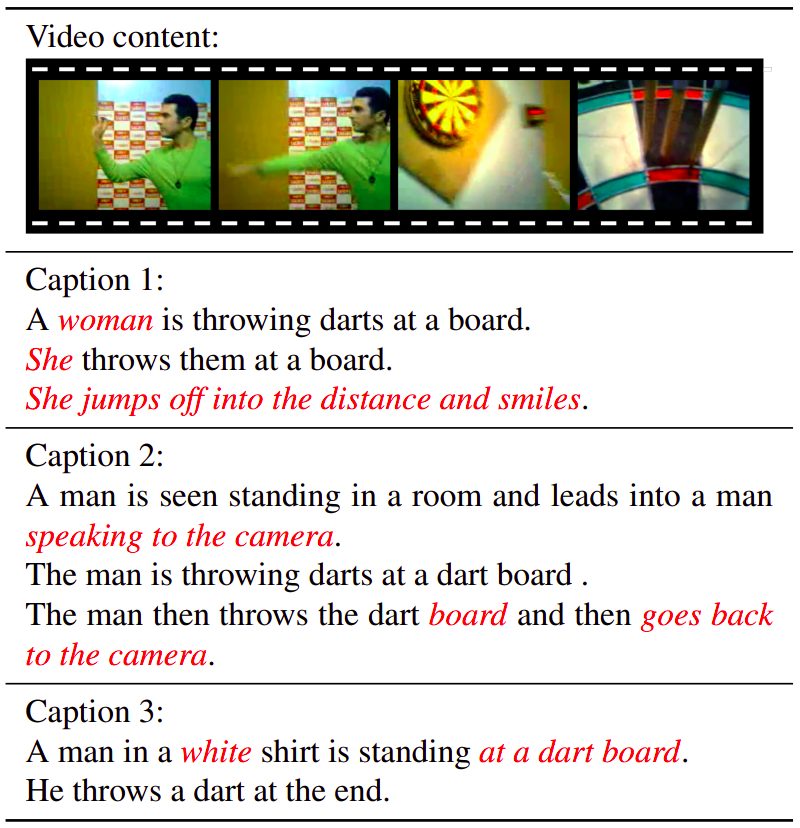 Video content:
Caption 1:
A woman is throwing darts at a board.
She throws them at a board.
She jumps off into the distance and smiles.
Caption 2:
A man is seen standing in a room and leads into a man
speaking to the camera.
The man is throwing darts at a dart board .
The man then throws the dart board and then goes back
to the camera.
Caption 3:
A man in a white shirt is standing at a dart board.
He throws a dart at the end.